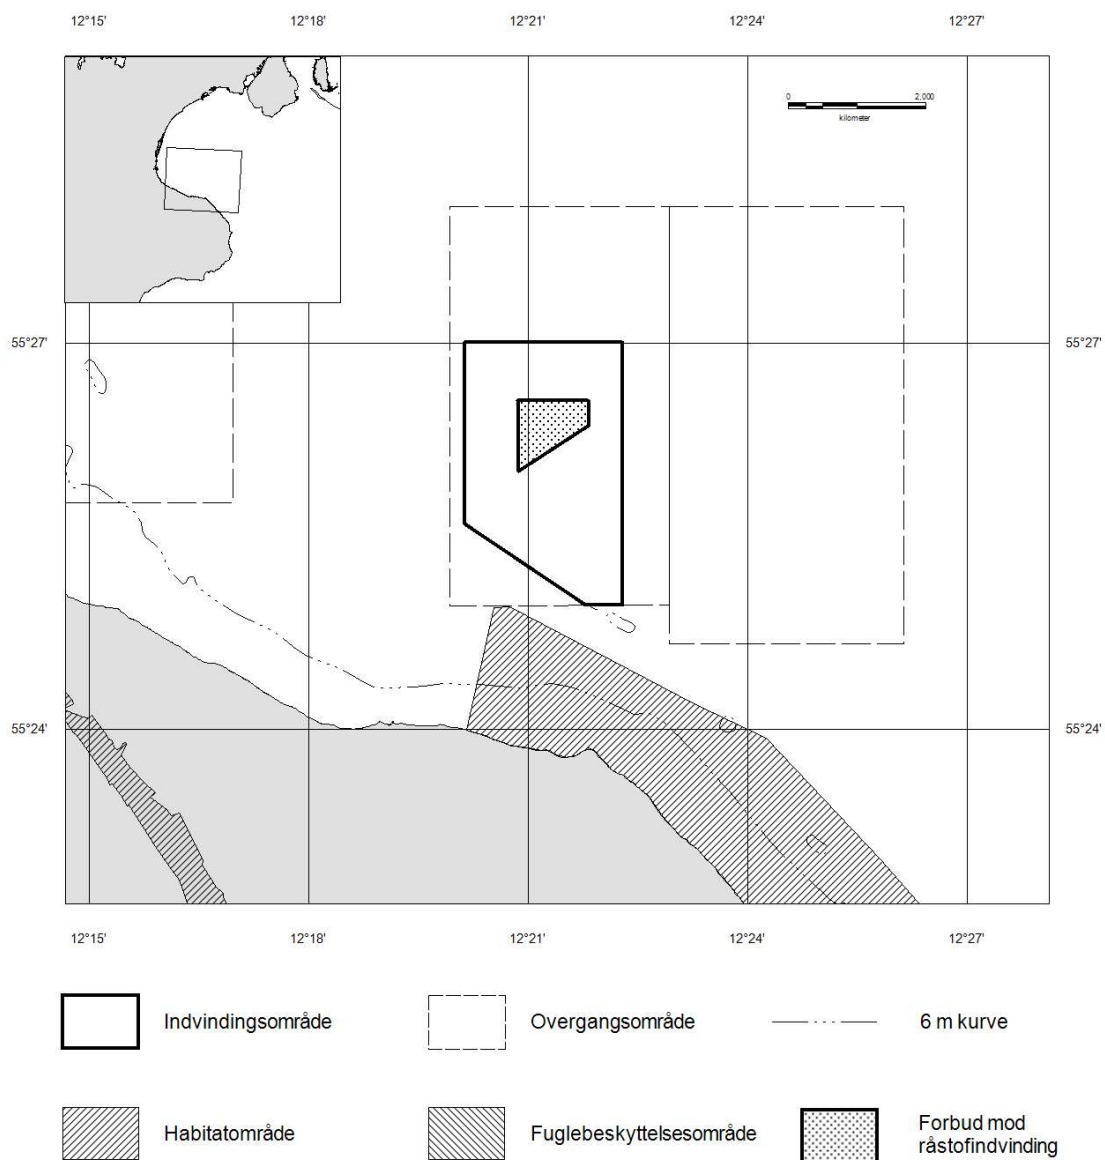 12°15' 12°18' 12°21' 12°24' 12°27'
0 2,000
kilometer
55°27' 55°27'
55°24' 55°24'
12°15' 12°18' 12°21' 12°24' 12°27'
Indvindingsområde
Overgangsområde
6 m kurve
Habitatområde
Fuglebeskyttelsesområde
Forbud mod
råstofindvinding